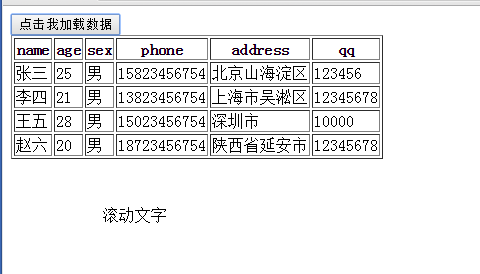 点击我加载数据
name age sex phone address qq
张三 25 男 15823456754 北京山海淀区 123456
李四 21 男 13823456754 上海市吴淞区 12345678
王五 28 男 15023456754 深圳市 10000
赵六 20 男 18723456754 陕西省延安市 12345678
滚动文字